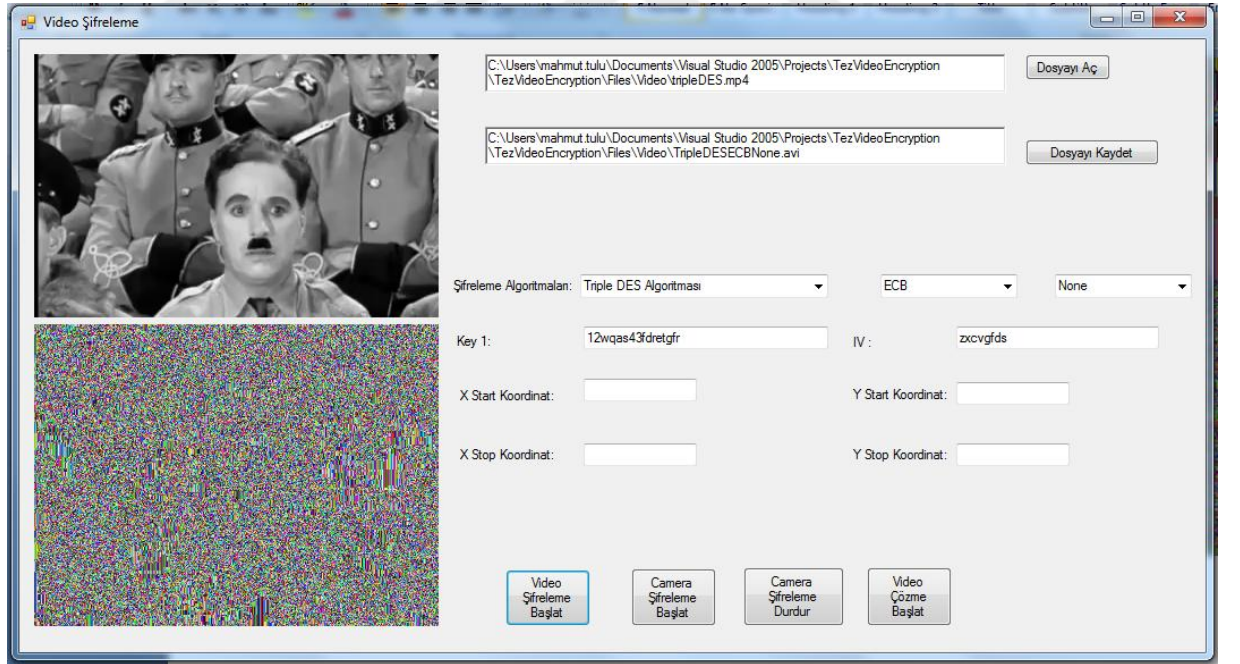 Video Şifreleme
C:\Users\mahmut.tulu\Documents\Visual Studio 2005\Projects\TezVideoEncryption
\TezVideoEncryption\Files\Video\tripleDES.mp4
Dosyayı Aç
C:\Users\mahmut.tulu\Documents\Visual Studio 2005\Projects\TezVideoEncryption
\TezVideoEncryption\Files\Video\TripleDESECBNone.avi
Dosyayı Kaydet
Şifreleme Algoritmaları: Triple DES Algoritması ECB None
Key 1: 12wqas43fdretgfr IV : zxcvgfds
X Start Koordinat: Y Start Koordinat:
X Stop Koordinat: Y Stop Koordinat:
Video
Şifreleme
Başlat
Camera
Şifreleme
Başlat
Camera
Şifreleme
Durdur
Video
Çözme
Başlat